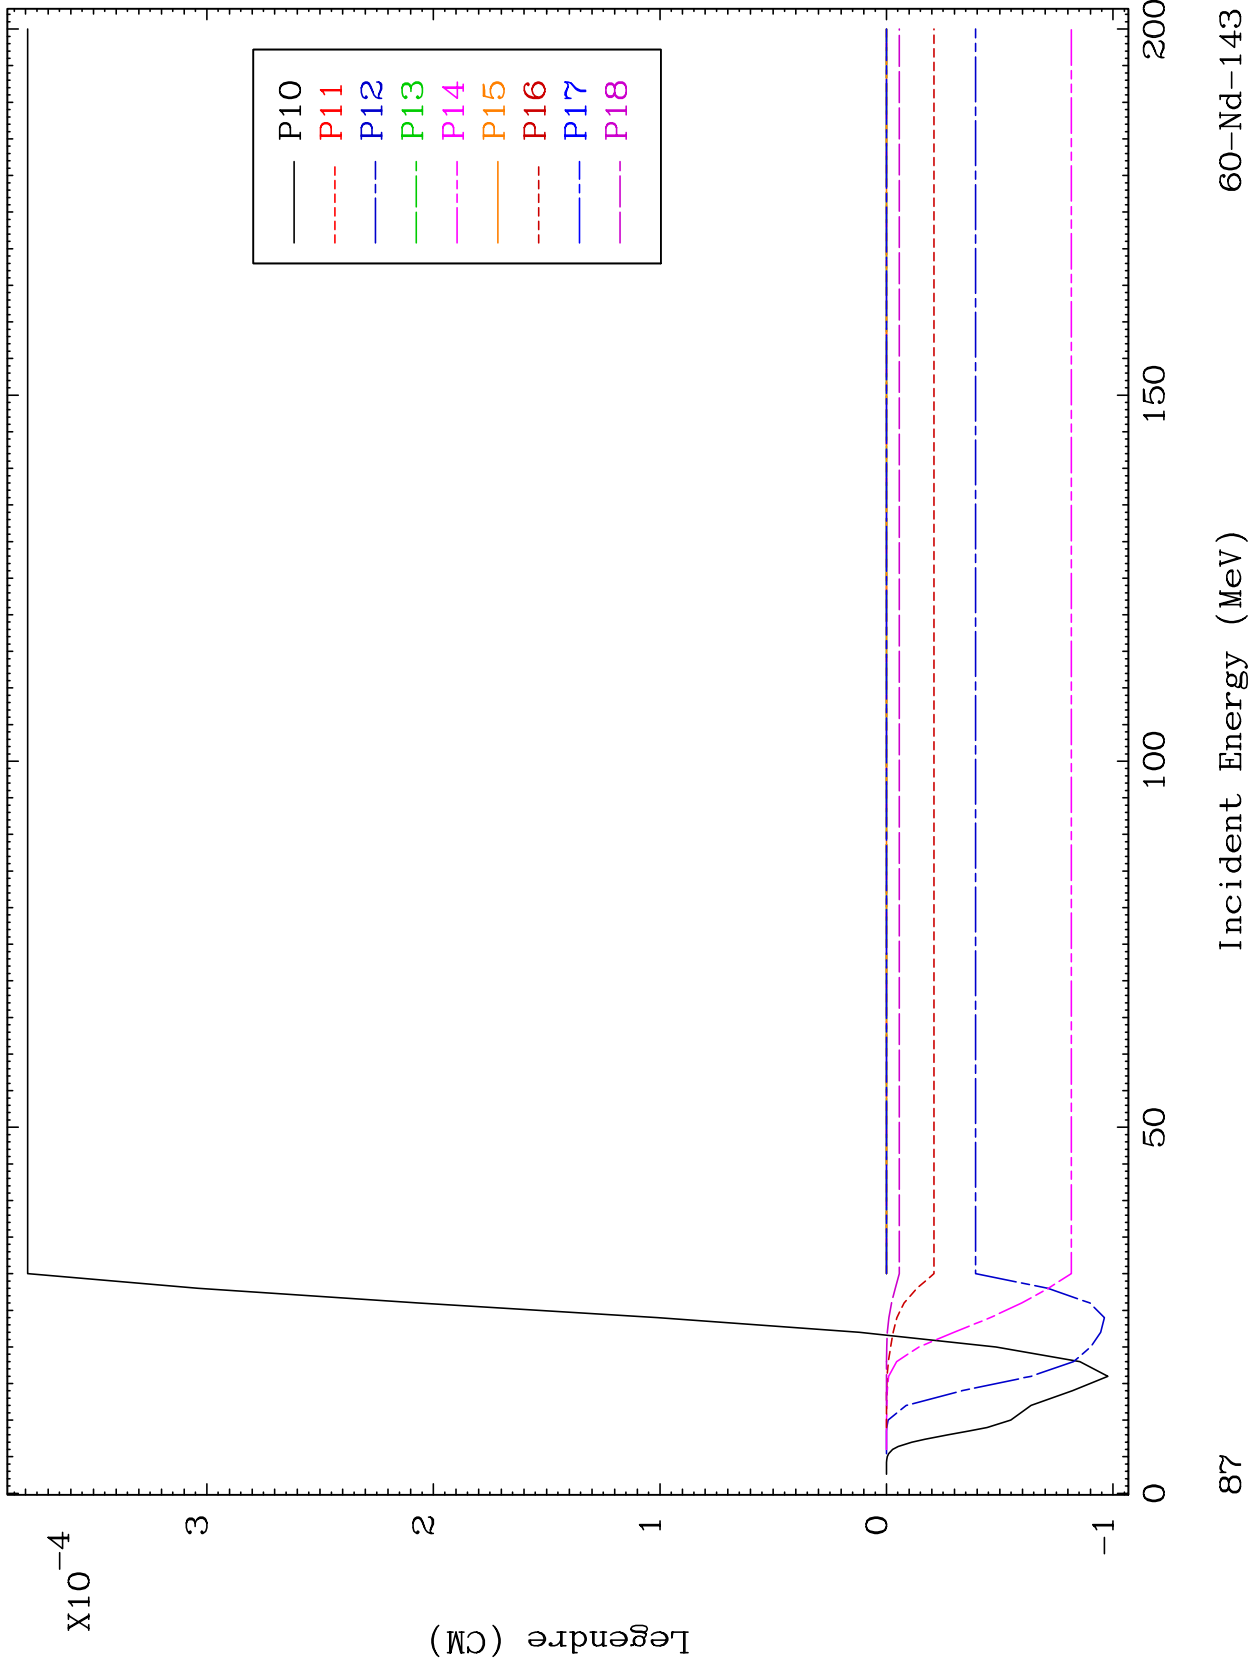 X10-4
3
2
1
0
-1
Legendre (CM)
P10
P11
P12
P13
P14
P15
P16
P17
P18
0
50
100
150
200
87
Incident Energy (MeV)
60-Nd-143